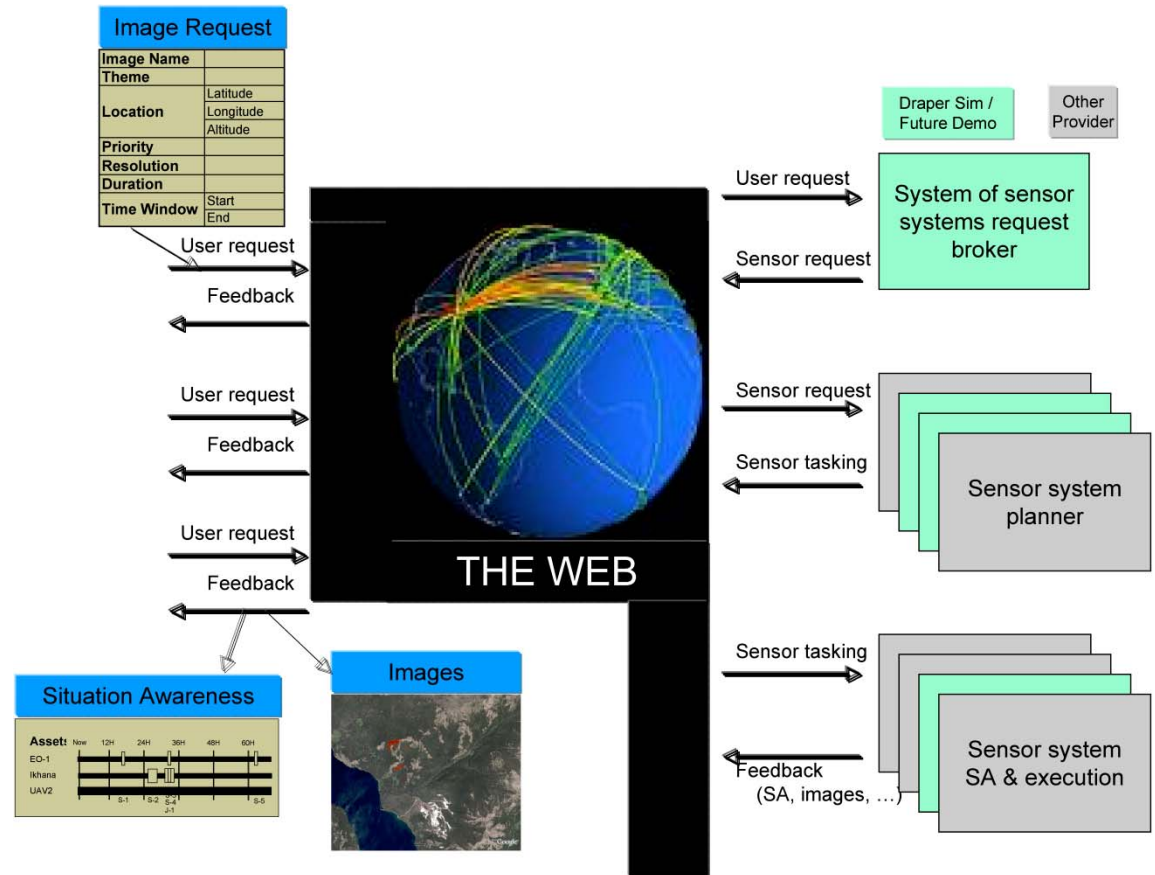 Image Request
Image Name
Theme
Location
Latitude
Longitude
Altitude
Priority
Resolution
Duration
Time Window
Start
End
User request
Feedback
User request
Feedback
User request
Feedback
THE WEB
Draper Sim /
Future Demo
Other
Provider
User request
Sensor request
System of sensor
systems request
broker
Sensor request
Sensor tasking
Sensor system
planner
Sensor tasking
Feedback
(SA, images, …)
Sensor system
SA & execution
Situation Awareness
Assets Now 12H 24H 36H 48H 60H
EO-1
Ikhana
UAV2
S-1 S-2 S-4 S-5
J-1
Images
Google